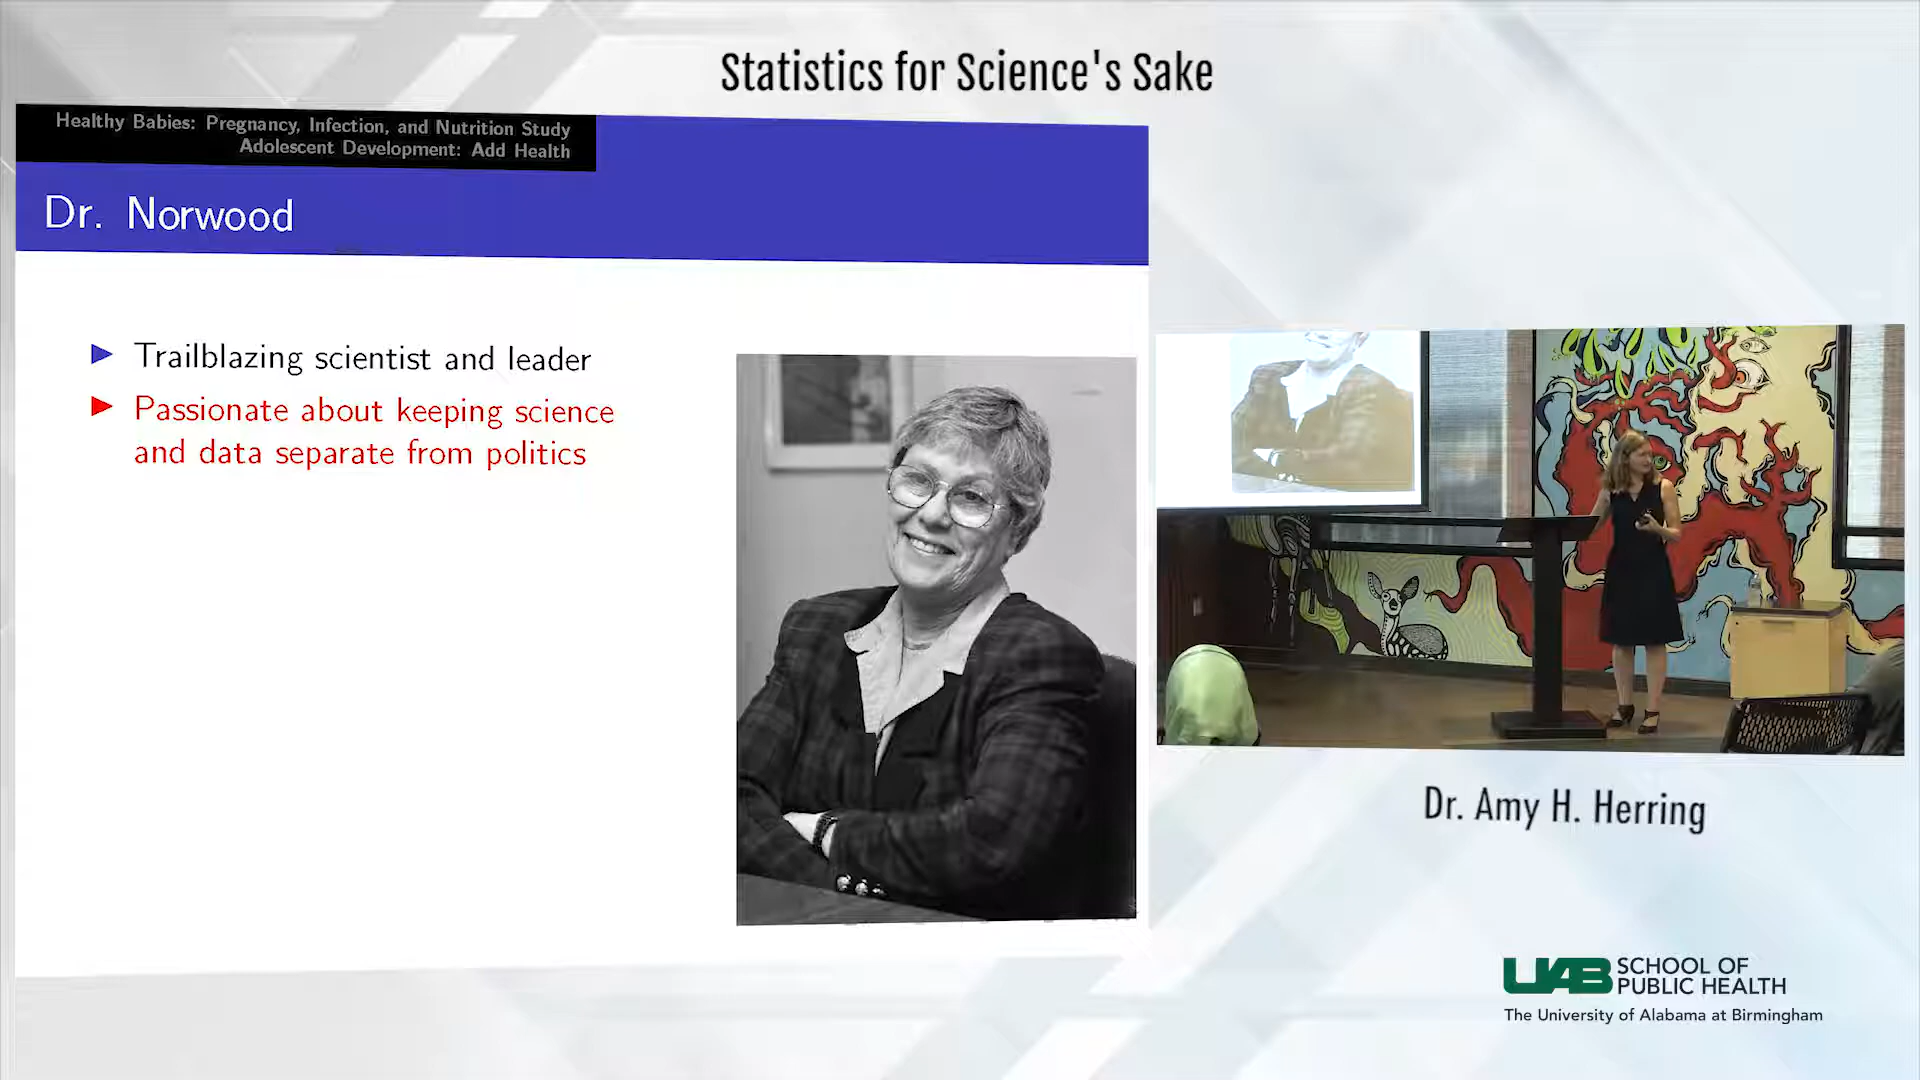 Statistics for Science's Sake
Healthy Babies: Pregnancy, Infection, and Nutrition Study
Adolescent Development: Add Health
Dr. Norwood
Trailblazing scientist and leader
Passionate about keeping science
and data separate from politics
Dr. Amy H. Herring
UAB SCHOOL OF
PUBLIC HEALTH
The University of Alabama at Birmingham